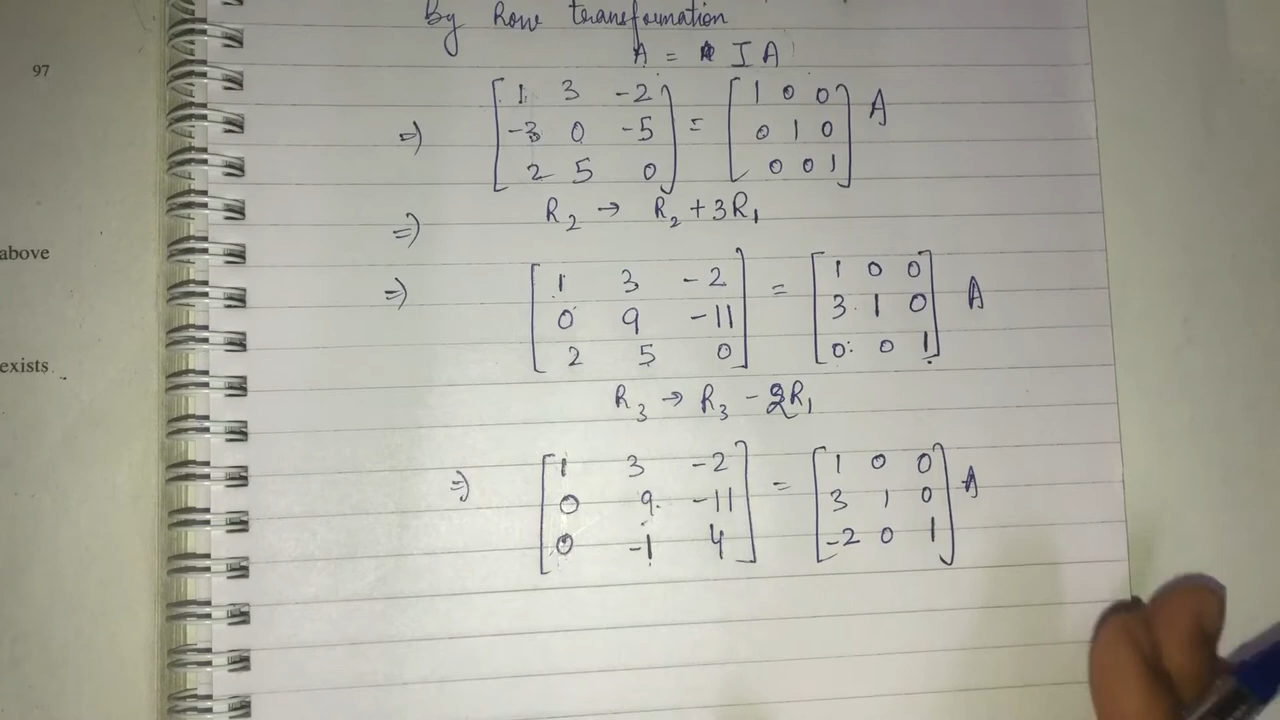 By Row transformation
97
A = I A
⇒) [1 3 -2] = [1 0 0] A
[-3 0 -5] [0 1 0]
[2 5 0] [0 0 1]
R₂ → R₂ + 3R₁
⇒)
above
⇒) [1 3 -2] = [1 0 0] A
[0 9 -11] [3 1 0]
[2 5 0] [0 0 1]
exists
R₃ → R₃ - 2R₁
⇒) [1 3 -2] = [1 0 0] A
[0 9 -11] [3 1 0]
[0 -1 4] [-2 0 1]